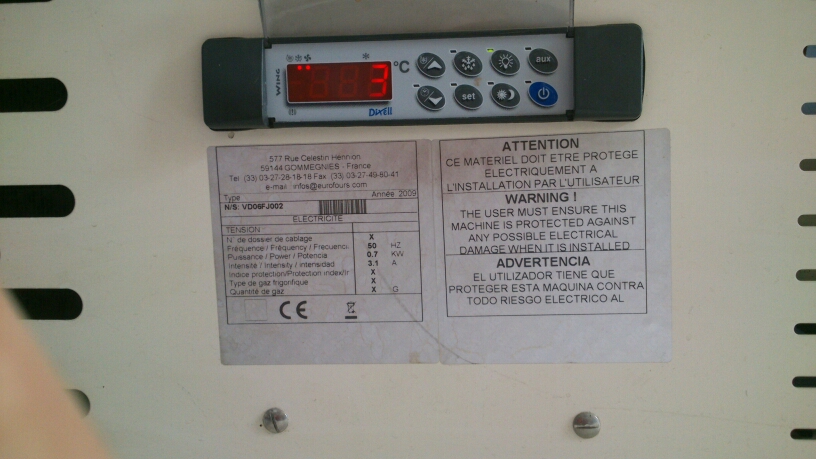 WING
3
°C
aux
set
Dixell
577 Rue Celestin Hennion
59144 GOMMEGNIES - France
Tel (33) 03-27-28-18-18 Fax (33) 03-27-49-80-41
e-mail infos@eurofours.com
Type Année 2009
N/S: VD06FJ002
ELECTRICITE
TENSION X
N° de dossier de cablage X
Fréquence / Fréquency / Frecuenci 50 HZ
Puissance / Power / Potencia 0.7 KW
Intensité / Intensity / intensidad 3.1 A
Indice protection/Protection index/Ir X
Type de gaz frigorifique X
Quantité de gaz X G
CE
ATTENTION
CE MATERIEL DOIT ETRE PROTEGE
ELECTRIQUEMENT A
L'INSTALLATION PAR L'UTILISATEUR
WARNING !
THE USER MUST ENSURE THIS
MACHINE IS PROTECTED AGAINST
ANY POSSIBLE ELECTRICAL
DAMAGE WHEN IT IS INSTALLED
ADVERTENCIA
EL UTILIZADOR TIENE QUE
PROTEGER ESTA MAQUINA CONTRA
TODO RIESGO ELECTRICO AL